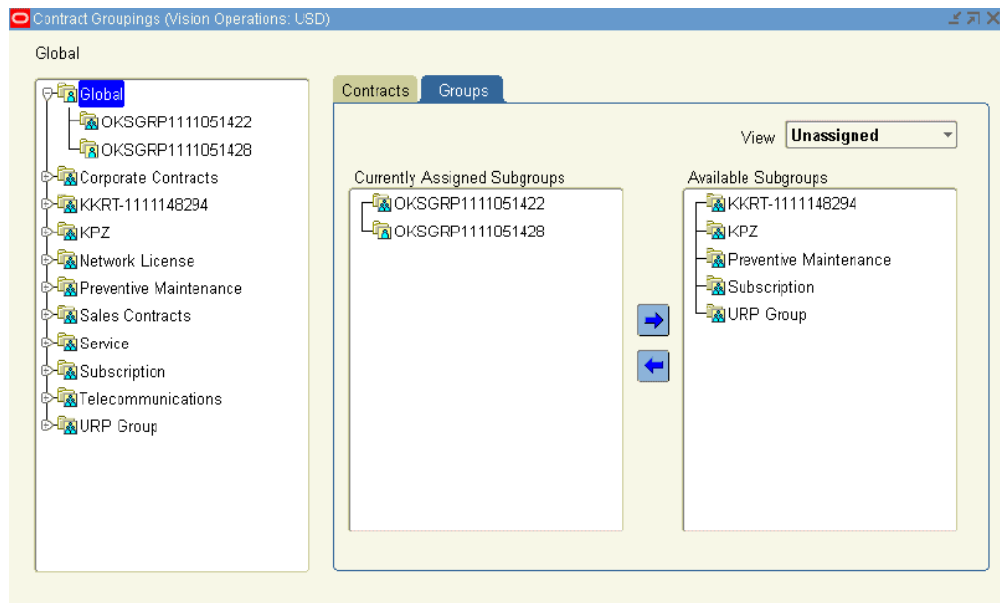 Contract Groupings (Vision Operations: USD)
Global
Global
OKSGRP1111051422
OKSGRP1111051428
Corporate Contracts
KKRT-1111148294
KPZ
Network License
Preventive Maintenance
Sales Contracts
Service
Subscription
Telecommunications
URP Group
Contracts
Groups
View Unassigned
Currently Assigned Subgroups
OKSGRP1111051422
OKSGRP1111051428
Available Subgroups
KKRT-1111148294
KPZ
Preventive Maintenance
Subscription
URP Group